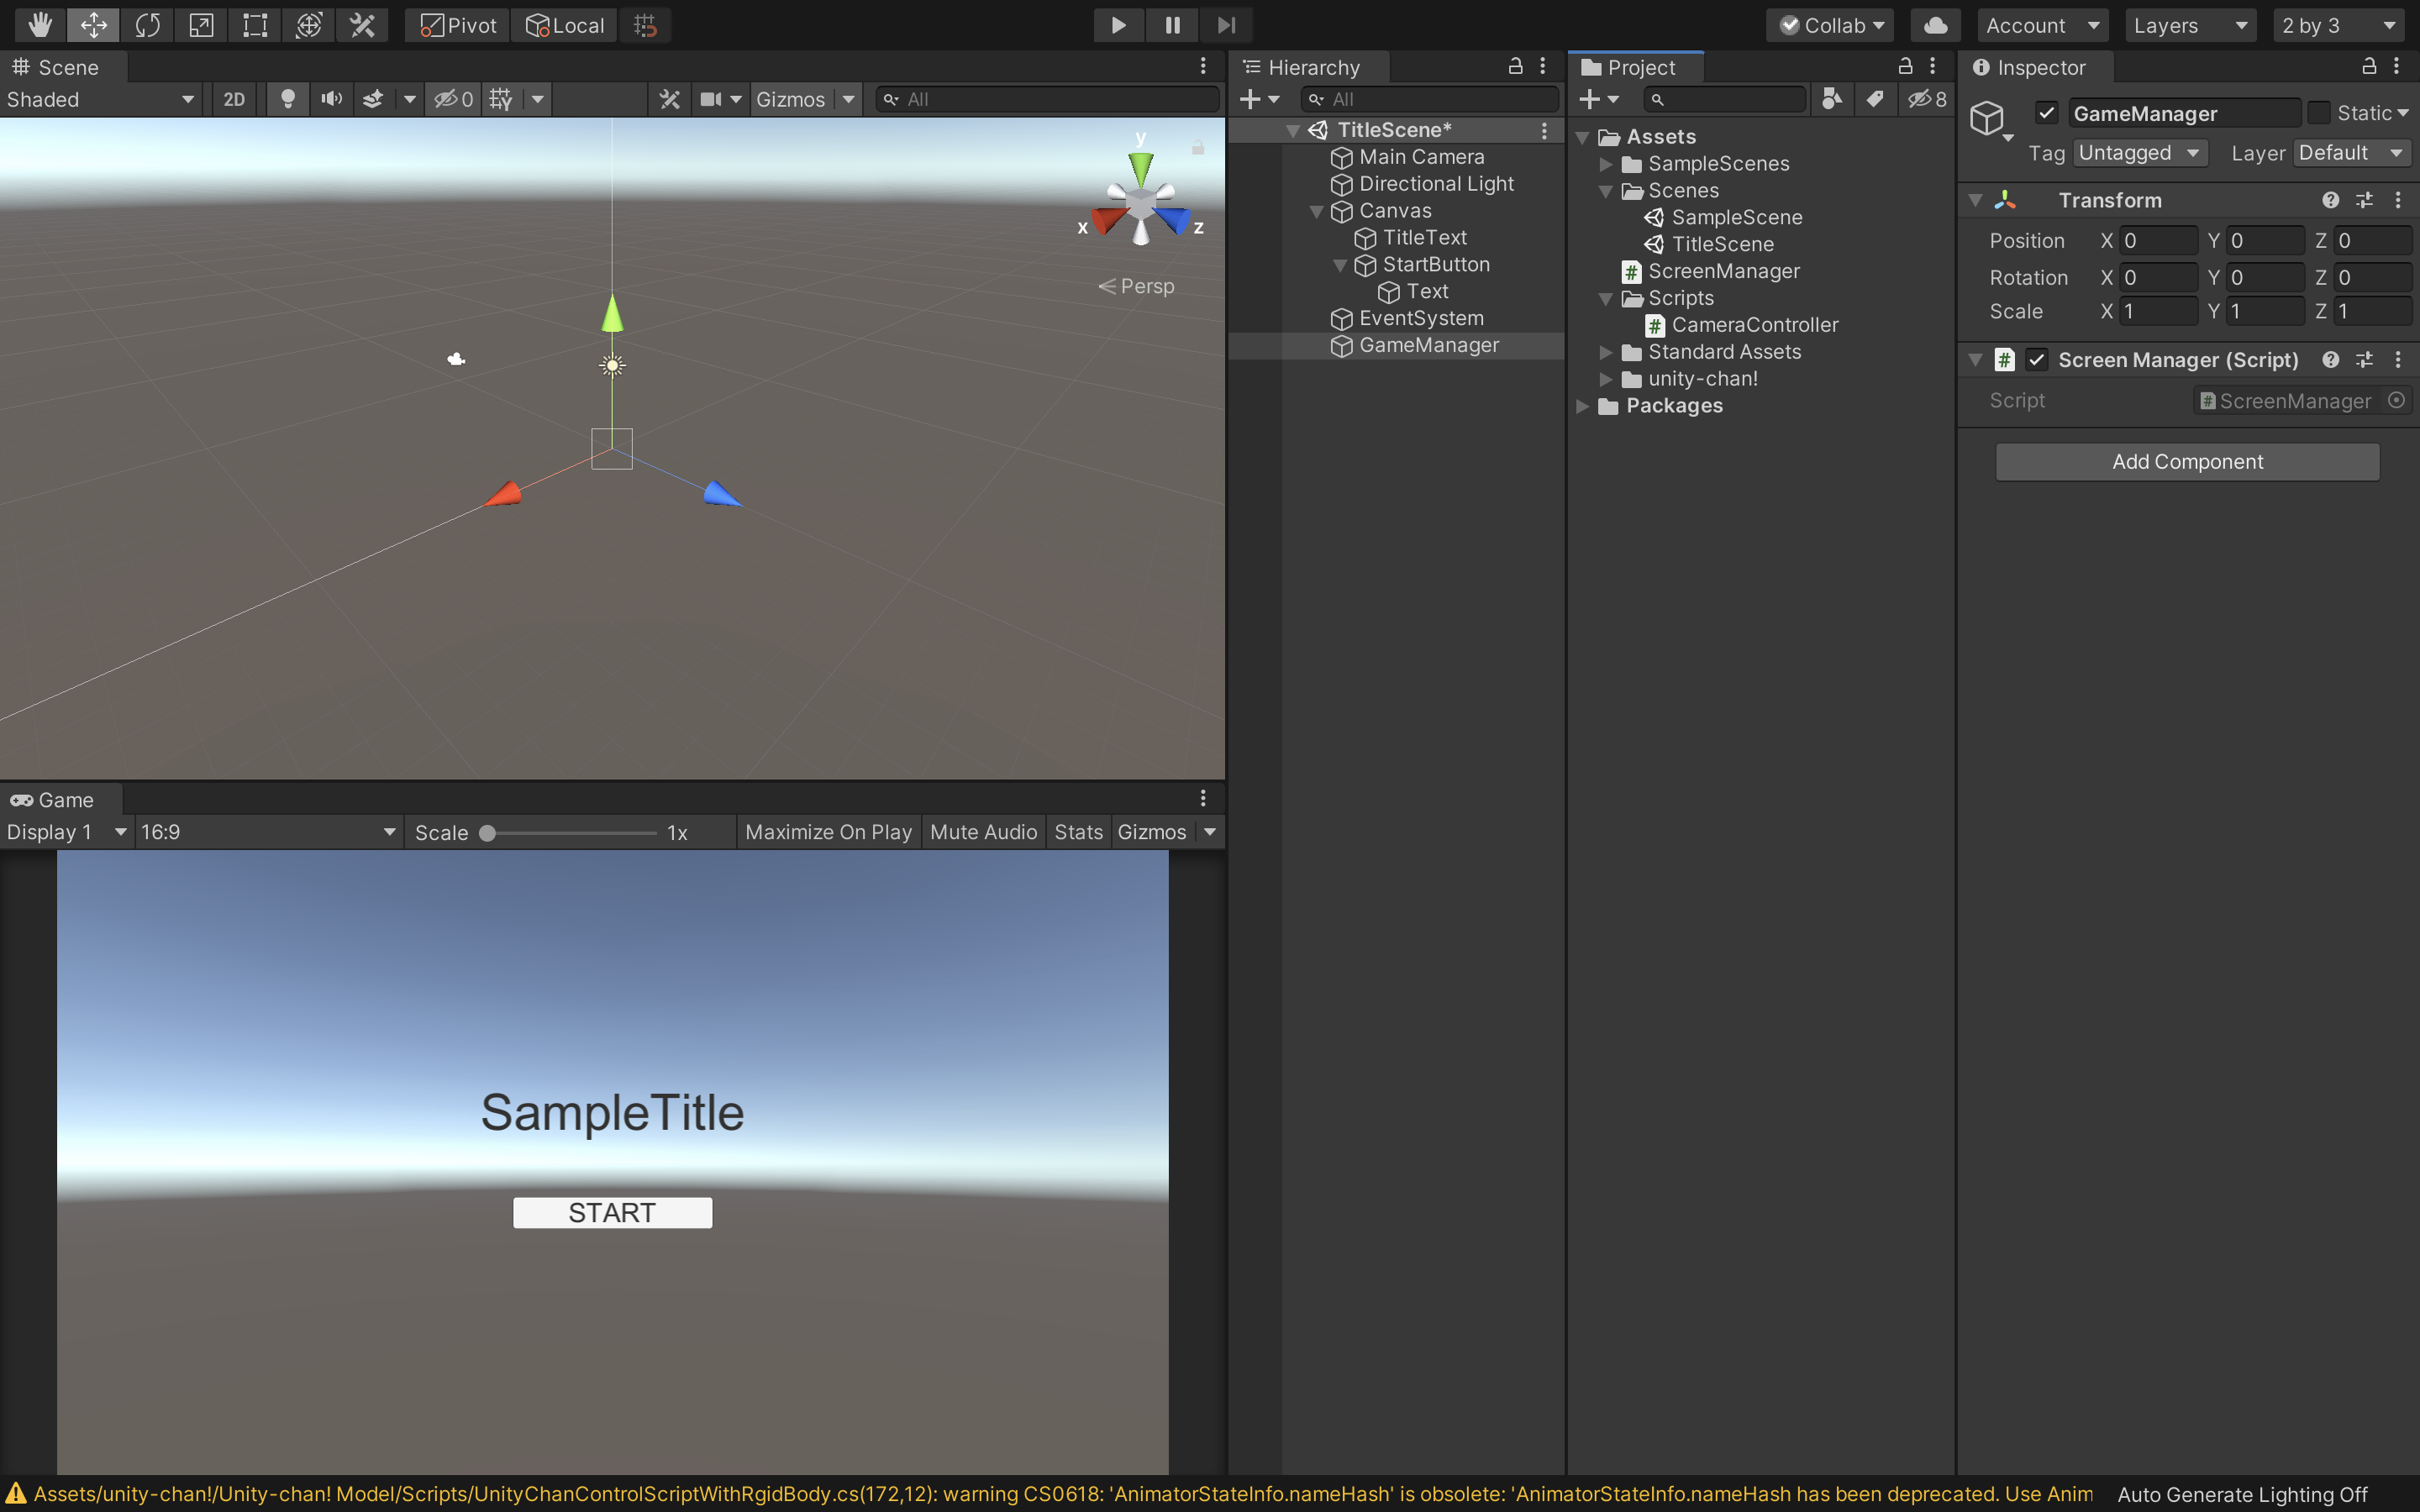 Pivot Local Collab Account Layers 2 by 3
Scene
Shaded 2D 0 Gizmos All
y
x z
Persp
Game
Display 1 16:9 Scale 1x Maximize On Play Mute Audio Stats Gizmos
SampleTitle
START
Hierarchy
All
TitleScene*
Main Camera
Directional Light
Canvas
TitleText
StartButton
Text
EventSystem
GameManager
Project
8
Assets
SampleScenes
Scenes
SampleScene
TitleScene
ScreenManager
Scripts
CameraController
Standard Assets
unity-chan!
Packages
Inspector
GameManager Static
Tag Untagged Layer Default
Transform
Position X 0 Y 0 Z 0
Rotation X 0 Y 0 Z 0
Scale X 1 Y 1 Z 1
# Screen Manager (Script)
Script # ScreenManager
Add Component
Assets/unity-chan!/Unity-chan! Model/Scripts/UnityChanControlScriptWithRgidBody.cs(172,12): warning CS0618: 'AnimatorStateInfo.nameHash' is obsolete: 'AnimatorStateInfo.nameHash has been deprecated. Use Anim Auto Generate Lighting Off